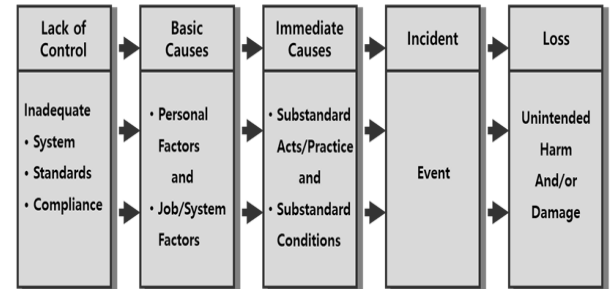 Lack of
Control
Basic
Causes
Immediate
Causes
Incident
Loss
Inadequate
• System
• Standards
• Compliance
• Personal
Factors
and
• Job/System
Factors
• Substandard
Acts/Practice
and
• Substandard
Conditions
Event
Unintended
Harm
And/or
Damage